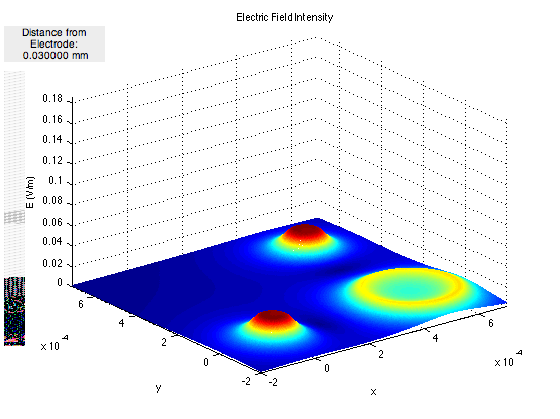 Electric Field Intensity
Distance from
Electrode:
0.030000 mm
0.18
0.16
0.14
0.12
0.1
0.08
0.06
0.04
0.02
0
E (V/m)
6
4
2
0
-2
x 10⁻⁴
y
-2
0
2
4
6
x 10⁻⁴
x